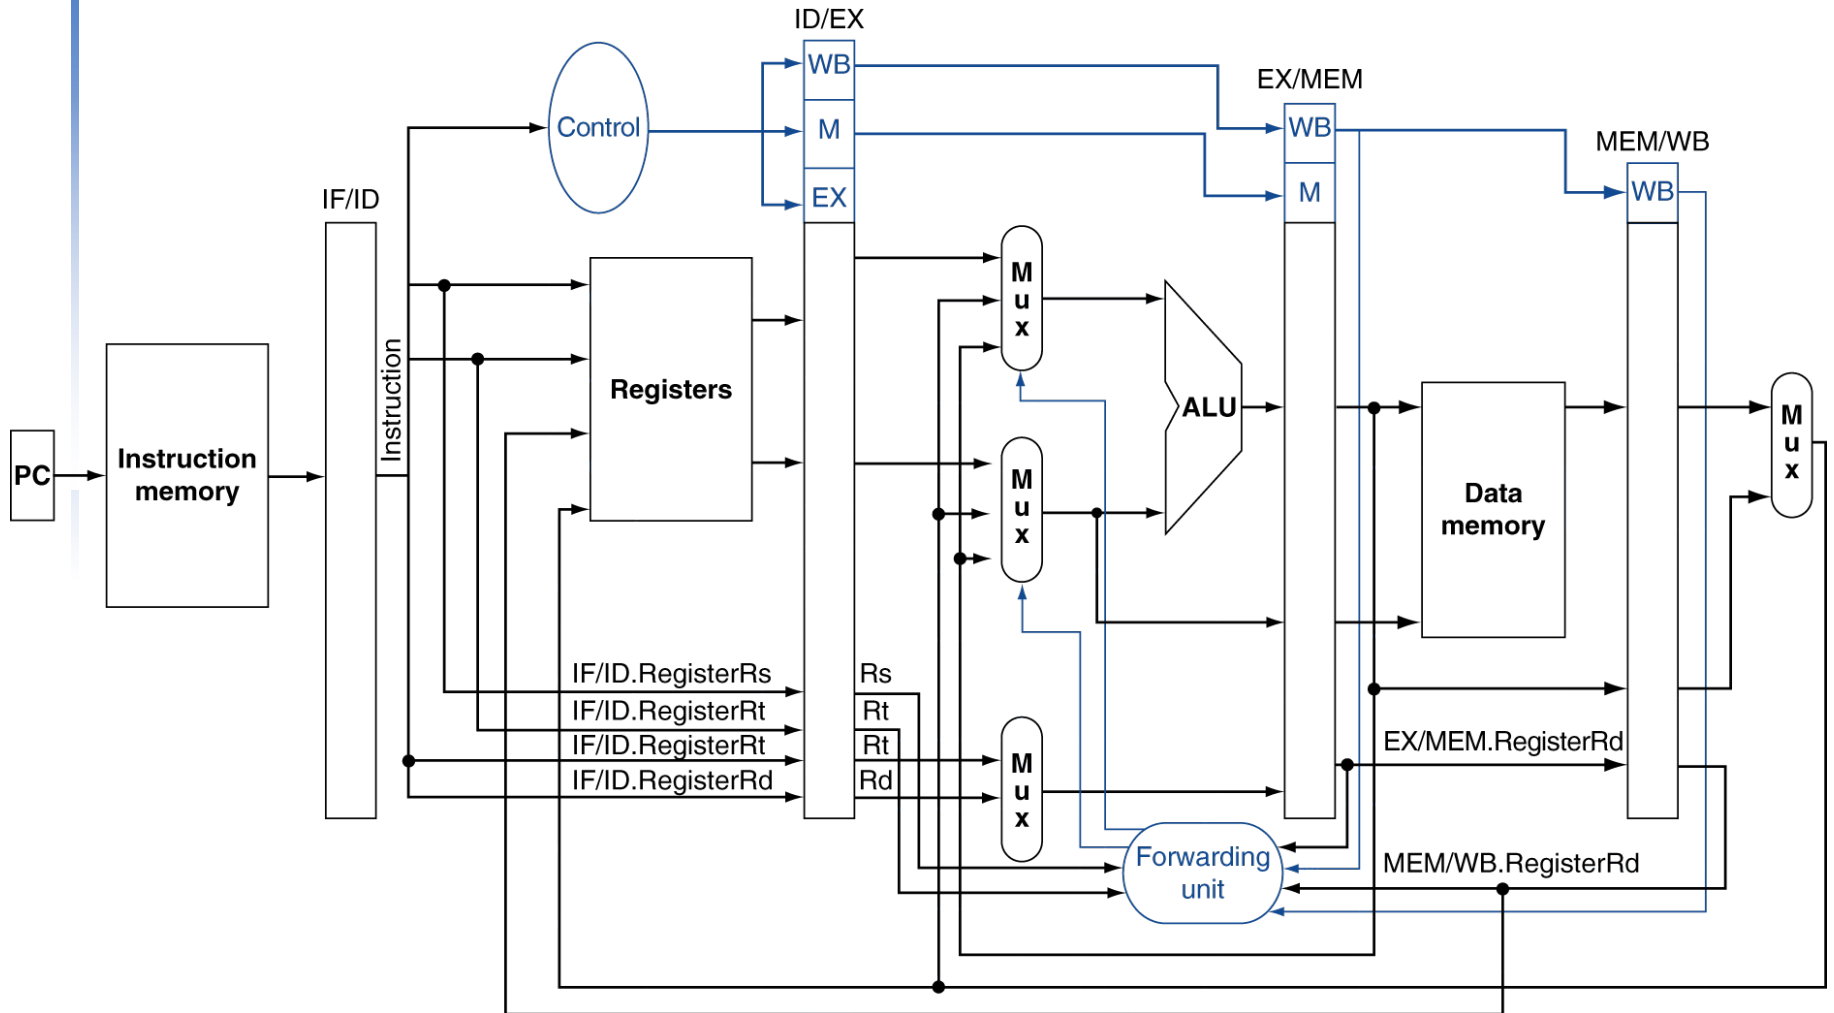 ID/EX
WB
EX/MEM
Control
M
WB
MEM/WB
IF/ID
EX
M
WB
M
u
x
Instruction
Registers
ALU
M
u
x
PC
Instruction
memory
M
u
x
Data
memory
IF/ID.RegisterRs
Rs
IF/ID.RegisterRt
Rt
IF/ID.RegisterRt
Rt
EX/MEM.RegisterRd
IF/ID.RegisterRd
Rd
M
u
x
Forwarding
unit
MEM/WB.RegisterRd